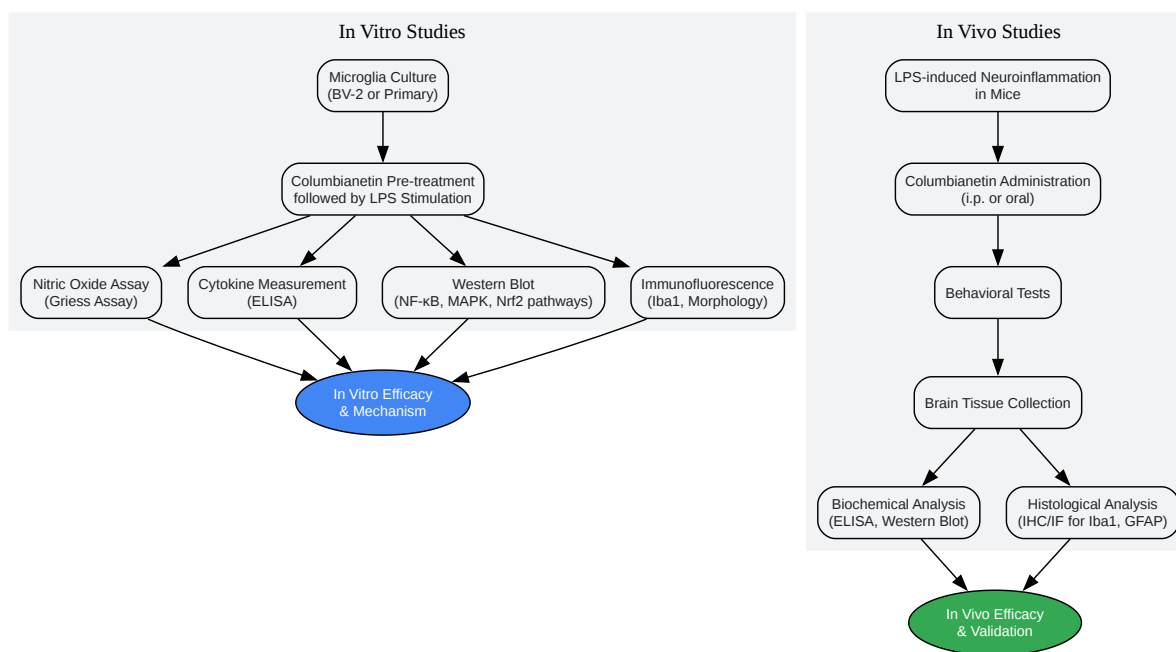 In Vitro Studies
Microglia Culture
(BV-2 or Primary)
Columbianetin Pre-treatment
followed by LPS Stimulation
Nitric Oxide Assay
(Griess Assay)
Cytokine Measurement
(ELISA)
Western Blot
(NF-κB, MAPK, Nrf2 pathways)
Immunofluorescence
(Iba1, Morphology)
In Vitro Efficacy
& Mechanism
In Vivo Studies
LPS-induced Neuroinflammation
in Mice
Columbianetin Administration
(i.p. or oral)
Behavioral Tests
Brain Tissue Collection
Biochemical Analysis
(ELISA, Western Blot)
Histological Analysis
(IHC/IF for Iba1, GFAP)
In Vivo Efficacy
& Validation